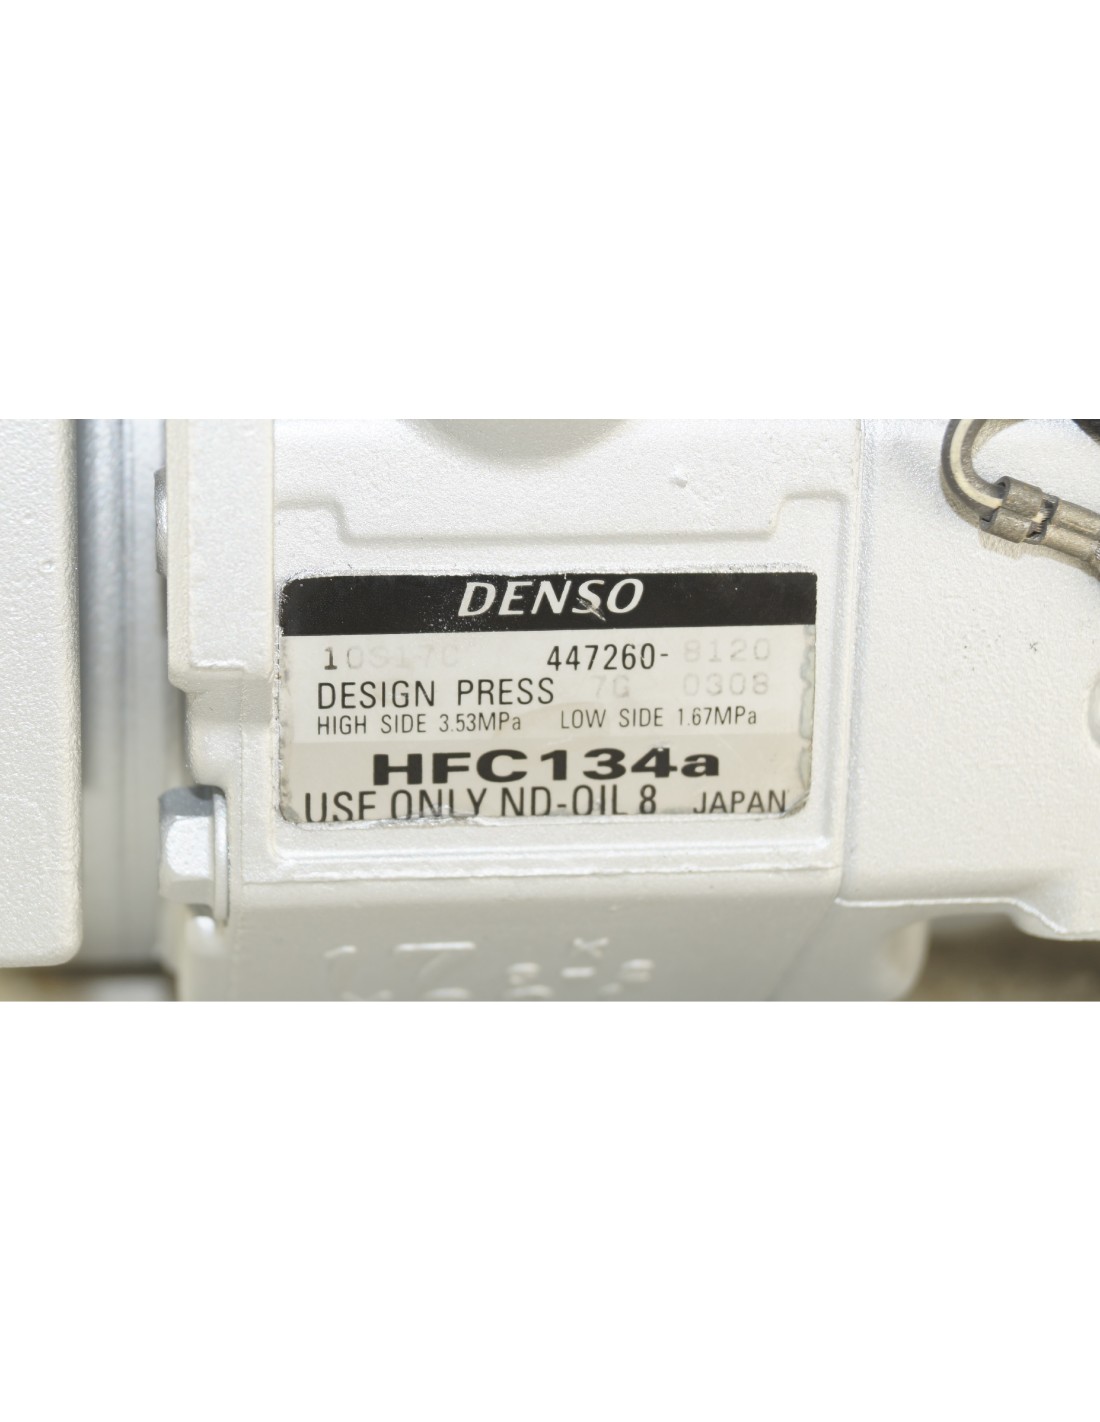 DENSO
10S17C 447260-8120
DESIGN PRESS 7G 0308
HIGH SIDE 3.53MPa LOW SIDE 1.67MPa
HFC134a
USE ONLY ND-OIL 8 JAPAN
17